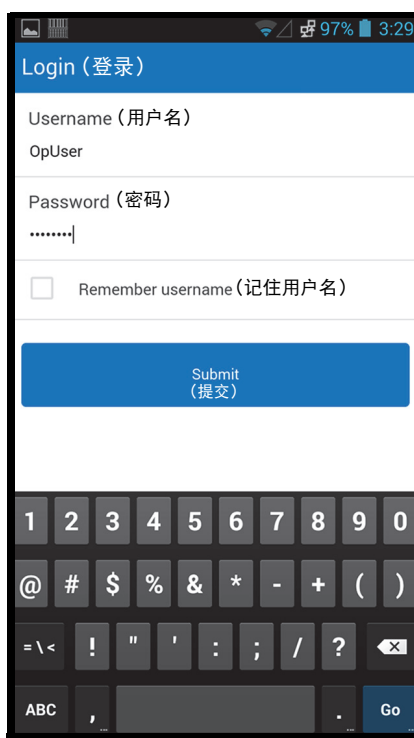 97% 3:29
Login (登录)
Username (用户名)
OpUser
Password (密码)
••••••••
Remember username (记住用户名)
Submit
(提交)
1 2 3 4 5 6 7 8 9 0
@ # $ % & * - + ( )
= \ < ! " ' : ; / ?
ABC , . Go